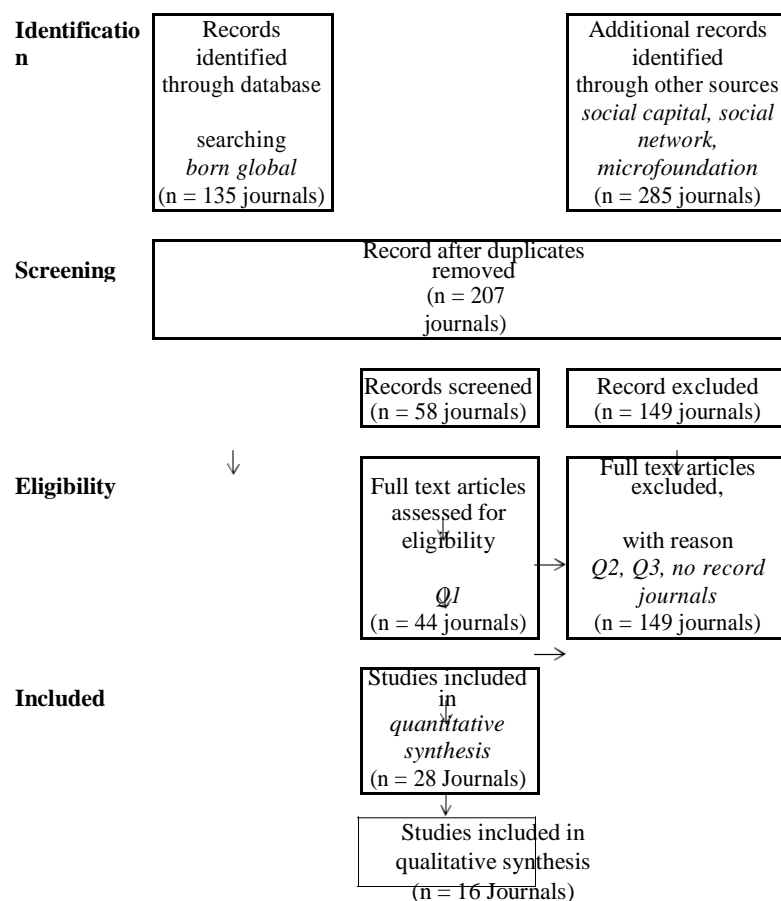 Identificatio
n
Records
identified
through database
searching
born global
(n = 135 journals)
Additional records
identified
through other sources
social capital, social
network,
microfoundation
(n = 285 journals)
Screening
Record after duplicates
removed
(n = 207
journals)
Records screened
(n = 58 journals)
Record excluded
(n = 149 journals)
Eligibility
Full text articles
assessed for
eligibility
Q1
(n = 44 journals)
Full text articles
excluded,
with reason
Q2, Q3, no record
journals
(n = 149 journals)
Included
Studies included
in
quantitative
synthesis
(n = 28 Journals)
Studies included in
qualitative synthesis
(n = 16 Journals)